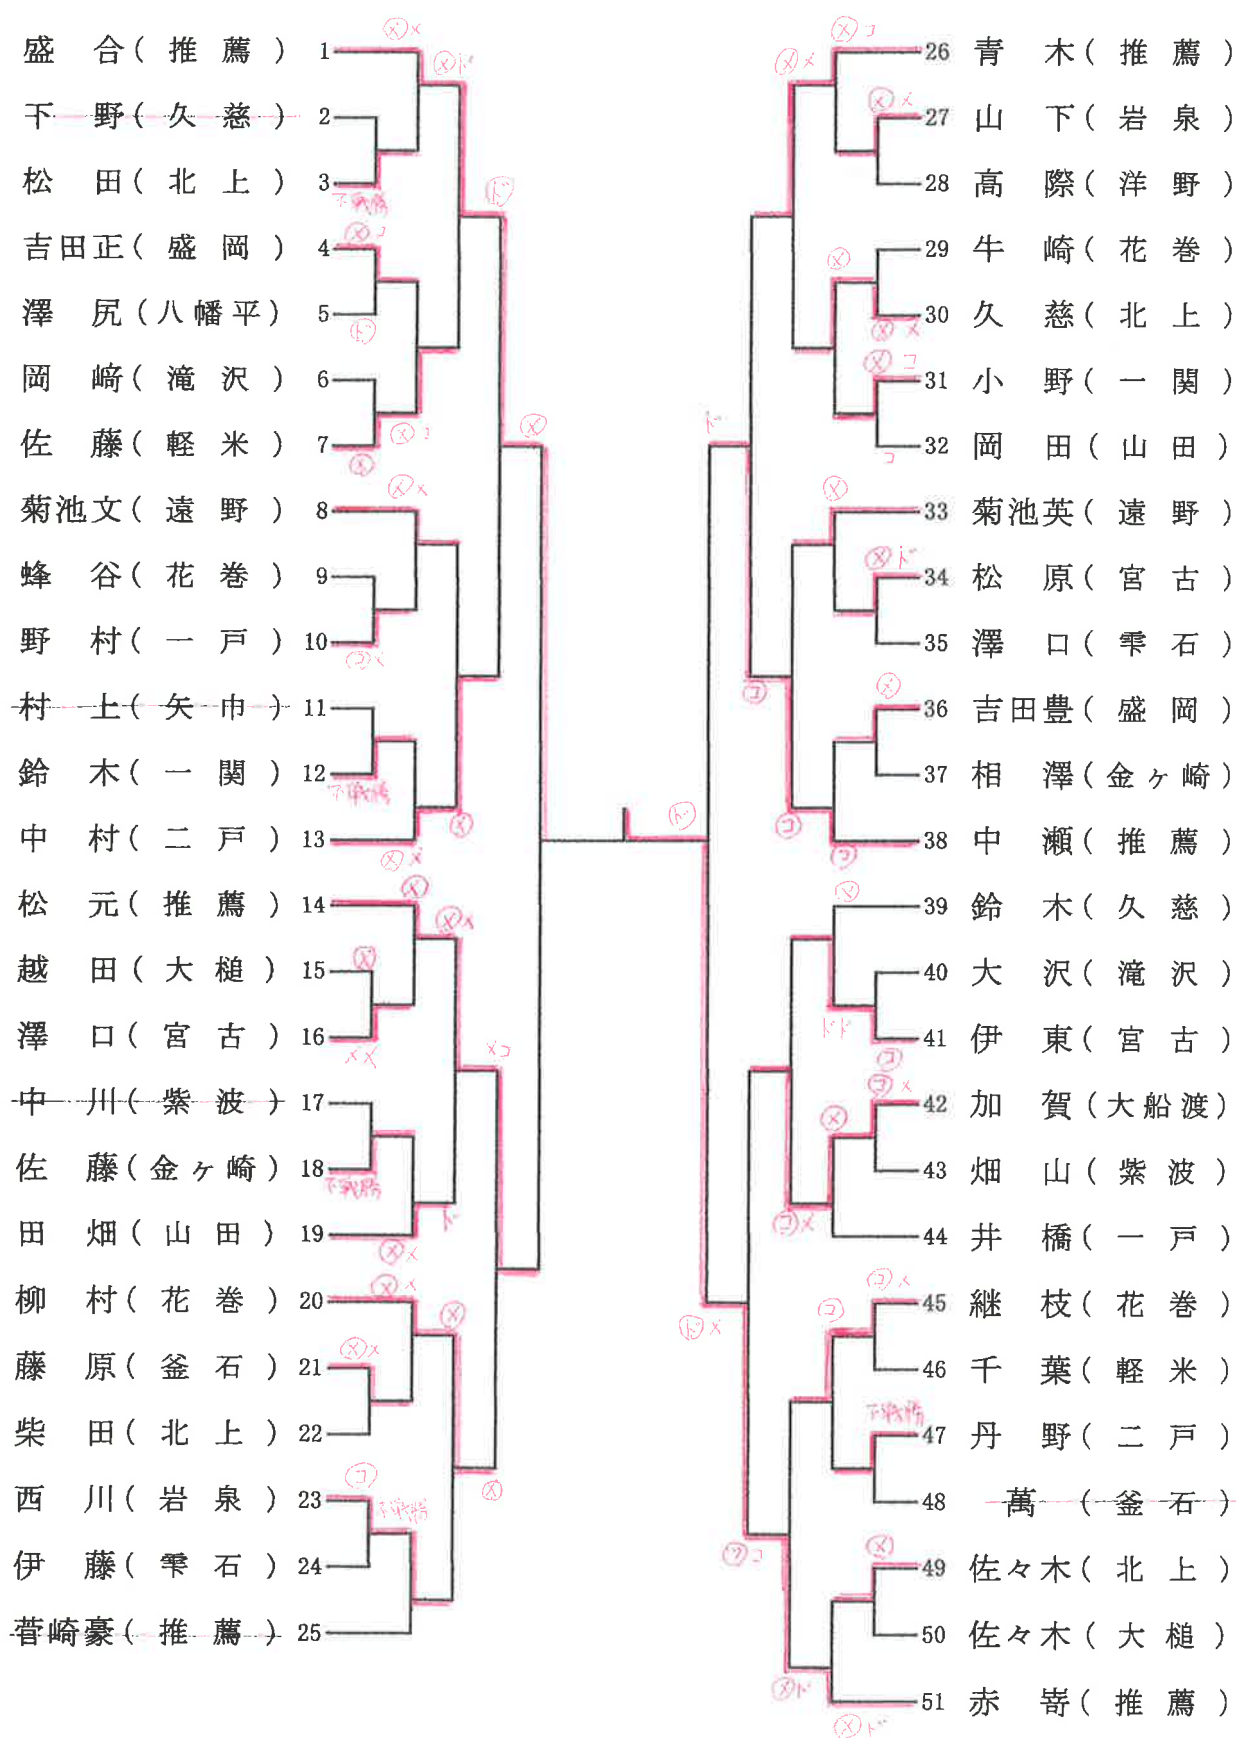 盛 合(推 薦) 1
下 野(久 慈) 2
松 田(北 上) 3
不戦勝
吉田正(盛 岡) 4
澤 尻(八幡平) 5
岡 﨑(滝 沢) 6
佐 藤(軽 米) 7
菊池文(遠 野) 8
蜂 谷(花 巻) 9
野 村(一 戸) 10
村 上(矢 巾) 11
鈴 木(一 関) 12
不戦勝
中 村(二 戸) 13
松 元(推 薦) 14
越 田(大 槌) 15
澤 口(宮 古) 16
メメ
中 川(紫 波) 17
佐 藤(金ヶ崎) 18
不戦勝
田 畑(山 田) 19
柳 村(花 巻) 20
藤 原(釜 石) 21
柴 田(北 上) 22
西 川(岩 泉) 23
不戦勝
伊 藤(雫 石) 24
菅崎豪(推 薦) 25
メコ
26 青 木(推 薦)
27 山 下(岩 泉)
28 高 際(洋 野)
29 牛 崎(花 巻)
30 久 慈(北 上)
31 小 野(一 関)
32 岡 田(山 田)
コ
ド
33 菊池英(遠 野)
34 松 原(宮 古)
35 澤 口(雫 石)
36 吉田豊(盛 岡)
37 相 澤(金ヶ崎)
38 中 瀬(推 薦)
39 鈴 木(久 慈)
40 大 沢(滝 沢)
41 伊 東(宮 古)
ドド
42 加 賀(大船渡)
43 畑 山(紫 波)
44 井 橋(一 戸)
45 継 枝(花 巻)
46 千 葉(軽 米)
不戦勝
47 丹 野(二 戸)
48 萬 (釜 石)
49 佐々木(北 上)
50 佐々木(大 槌)
51 赤 嵜(推 薦)